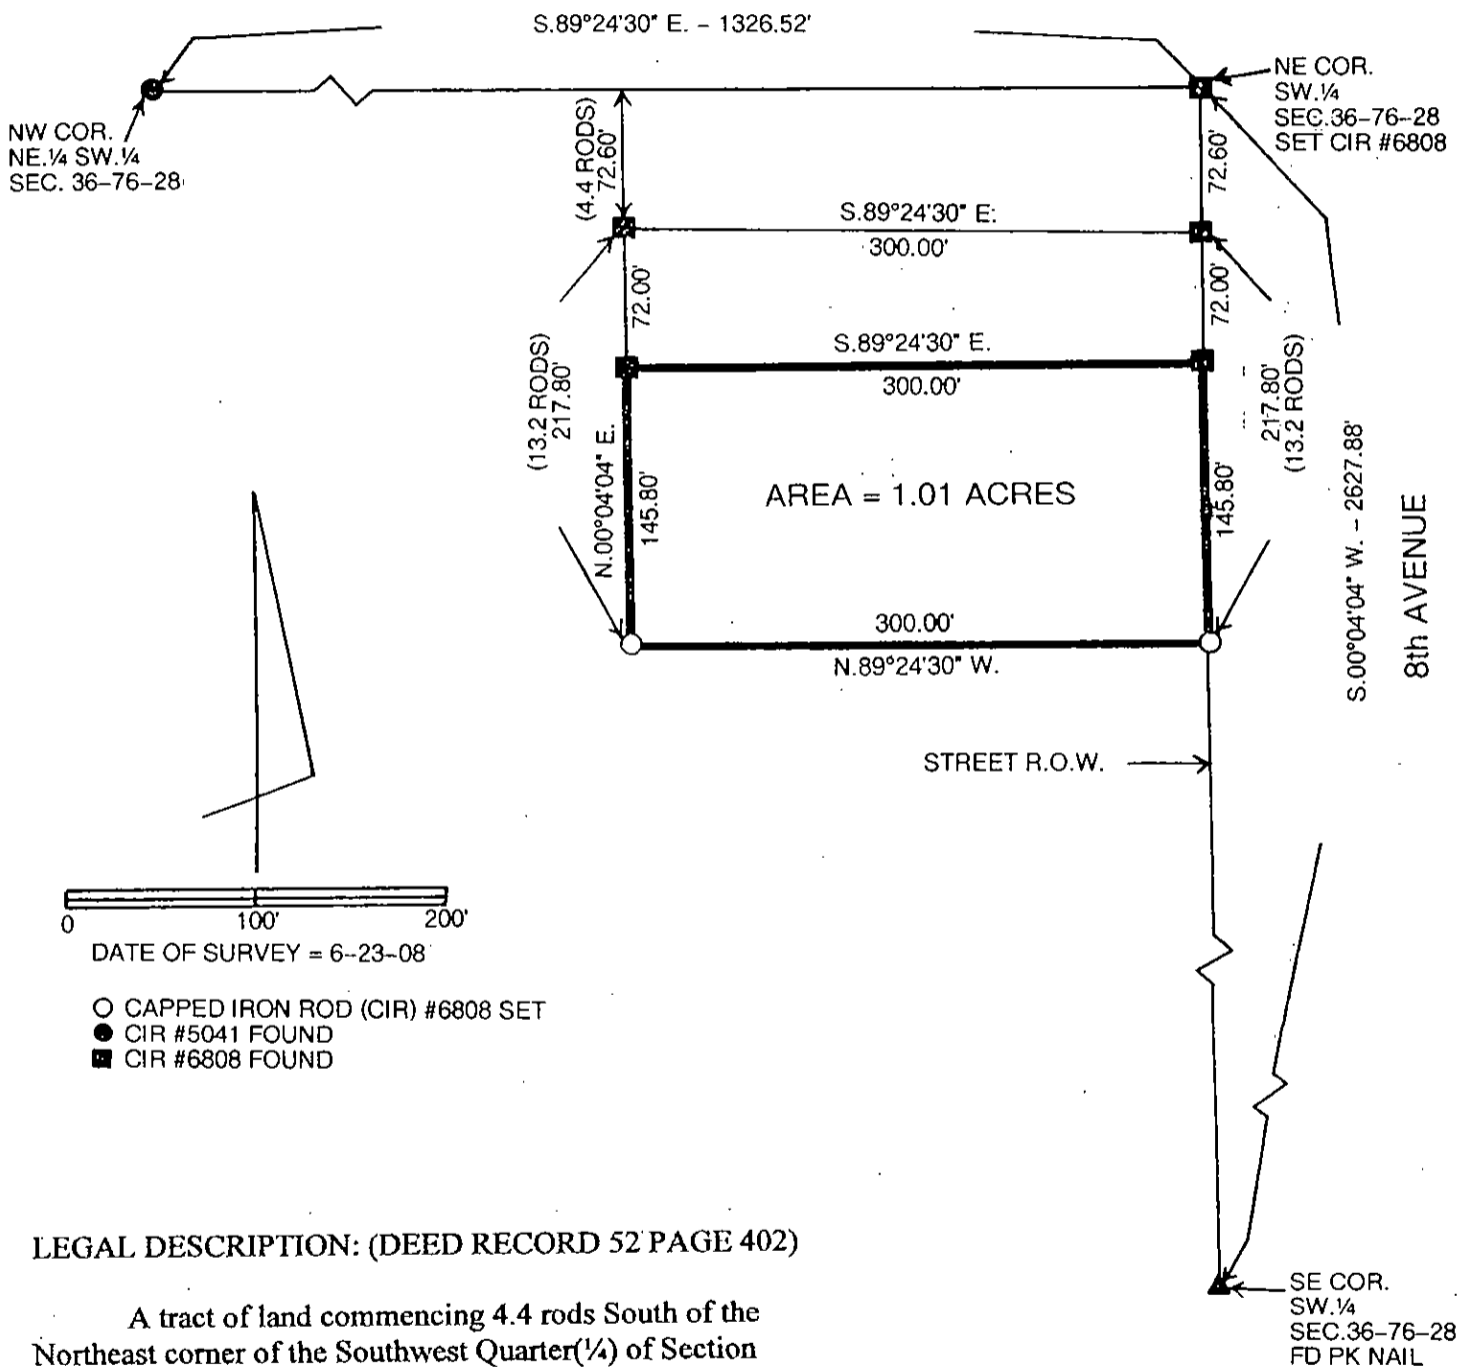 S.89°24'30" E. - 1326.52'
NE COR.
SW.¼
SEC.36-76-28
SET CIR #6808
NW COR.
NE.¼ SW.¼
SEC. 36-76-28
(4.4 RODS)
72.60'
72.60'
S.89°24'30" E.
300.00'
72.00'
72.00'
S.89°24'30" E.
300.00'
(13.2 RODS)
217.80'
217.80'
(13.2 RODS)
N.00°04'04" E.
145.80'
AREA = 1.01 ACRES
145.80'
S.00°04'04" W. - 2627.88'
8th AVENUE
300.00'
N.89°24'30" W.
STREET R.O.W.
0 100' 200'
DATE OF SURVEY = 6-23-08
CAPPED IRON ROD (CIR) #6808 SET
CIR #5041 FOUND
CIR #6808 FOUND
LEGAL DESCRIPTION: (DEED RECORD 52 PAGE 402)
A tract of land commencing 4.4 rods South of the
Northeast corner of the Southwest Quarter(¼) of Section
SE COR.
SW.¼
SEC.36-76-28
FD PK NAIL